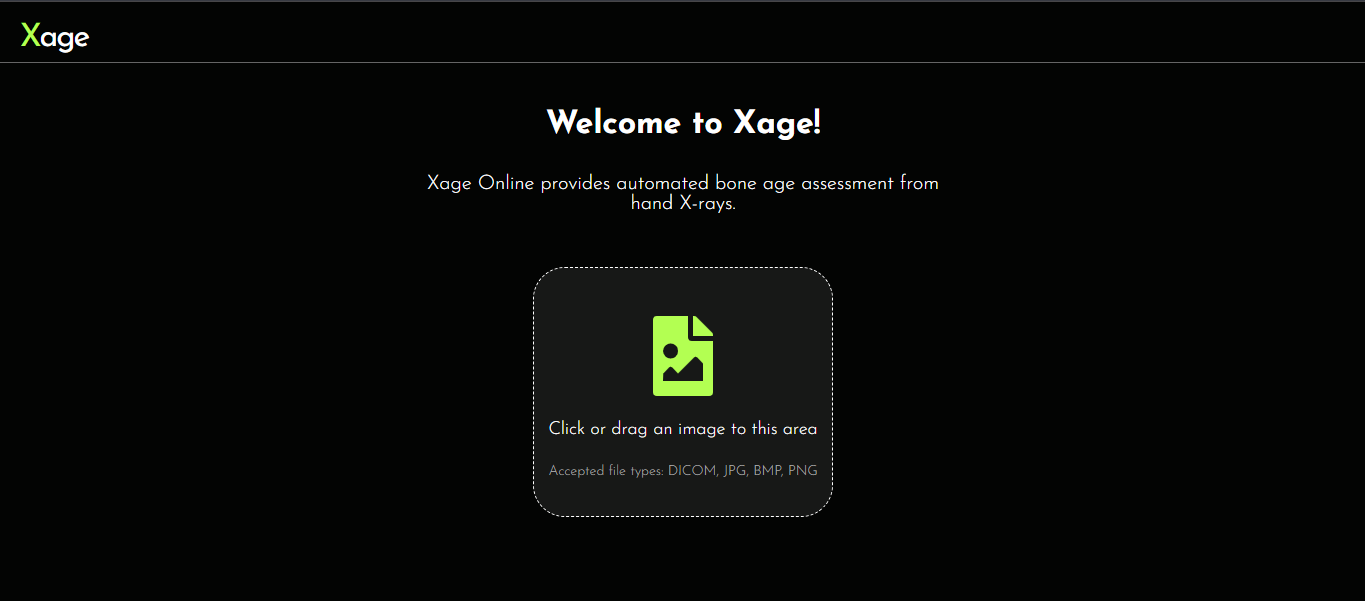 Xage
Welcome to Xage!
Xage Online provides automated bone age assessment from
hand X-rays.
Click or drag an image to this area
Accepted file types: DICOM, JPG, BMP, PNG